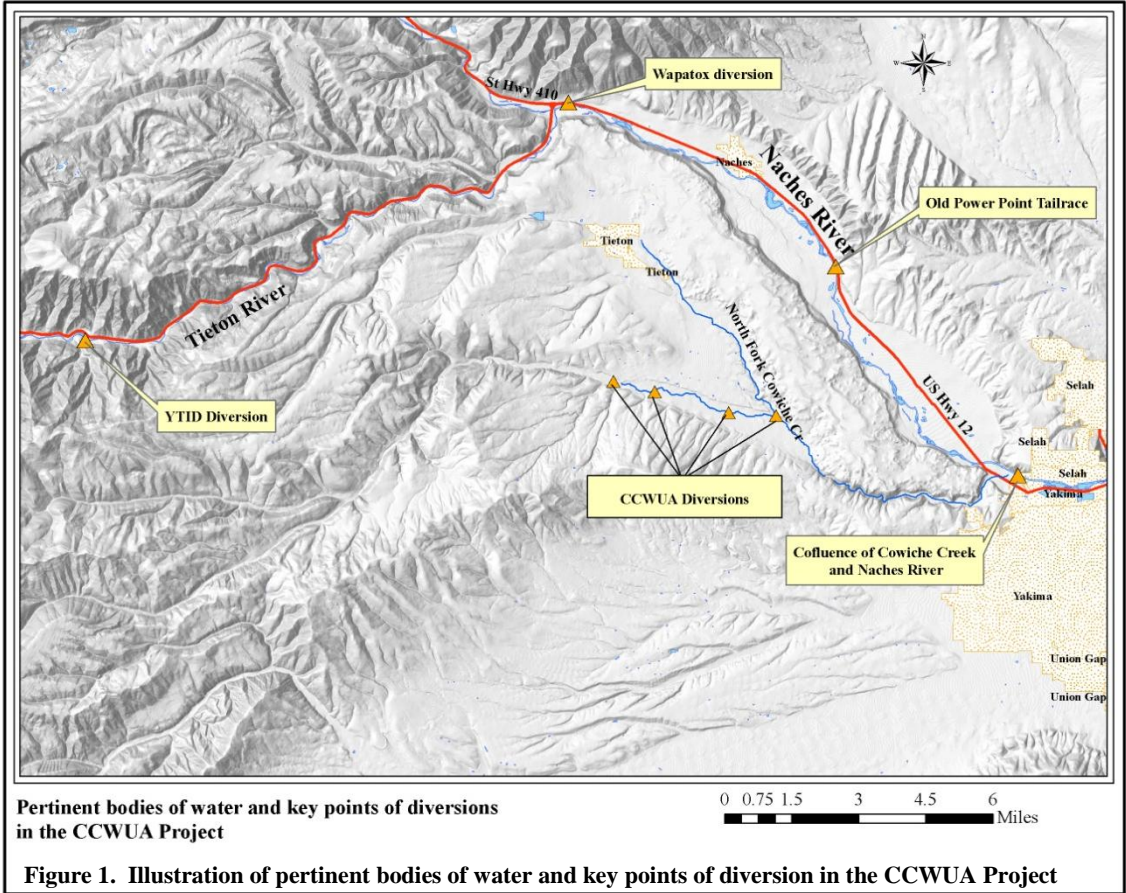 N
W
E
S
Wapatox diversion
St Hwy 410
Naches
Naches River
Old Power Point Tailrace
Tieton
Tieton
Tieton River
North Fork Cowiche Cr
US Hwy 12
YTID Diversion
CCWUA Diversions
Selah
Selah
Selah
Yakima
Cofluence of Cowiche Creek
and Naches River
Yakima
Union Gap
Union Gap
Pertinent bodies of water and key points of diversions
in the CCWUA Project
0 0.75 1.5 3 4.5 6
Miles
Figure 1. Illustration of pertinent bodies of water and key points of diversion in the CCWUA Project